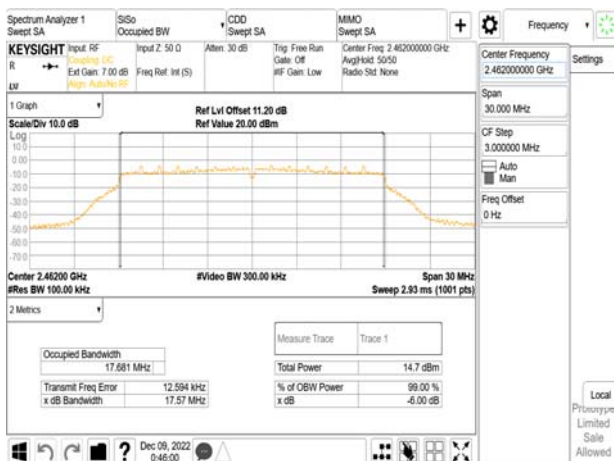 Spectrum Analyzer 1
Swept SA
SiSo
Occupied BW
CDD
Swept SA
MIMO
Swept SA
+
Frequency
KEYSIGHT
R
Input: RF
Coupling: DC
Ext Gain: 7.00 dB
Align: Auto/No RF
Input Z: 50 Ω
Freq Ref: Int (S)
Atten: 30 dB
Trig: Free Run
Gate: Off
#IF Gain: Low
Center Freq: 2.462000000 GHz
Avg|Hold: 50/50
Radio Std: None
Center Frequency
2.462000000 GHz
Settings
Span
30.000 MHz
CF Step
3.000000 MHz
Auto
Man
Freq Offset
0 Hz
1 Graph
Scale/Div 10.0 dB
Ref Lvl Offset 11.20 dB
Ref Value 20.00 dBm
Log
10.0
0.00
-10.0
-20.0
-30.0
-40.0
-50.0
-60.0
-70.0
Center 2.46200 GHz
#Res BW 100.00 kHz
#Video BW 300.00 kHz
Span 30 MHz
Sweep 2.93 ms (1001 pts)
2 Metrics
Measure Trace
Trace 1
Occupied Bandwidth
17.681 MHz
Total Power
14.7 dBm
Transmit Freq Error
12.594 kHz
% of OBW Power
99.00 %
x dB Bandwidth
17.57 MHz
x dB
-6.00 dB
Local
Prototype
Limited
Sale
Allowed
?
Dec 09, 2022
0:46:00